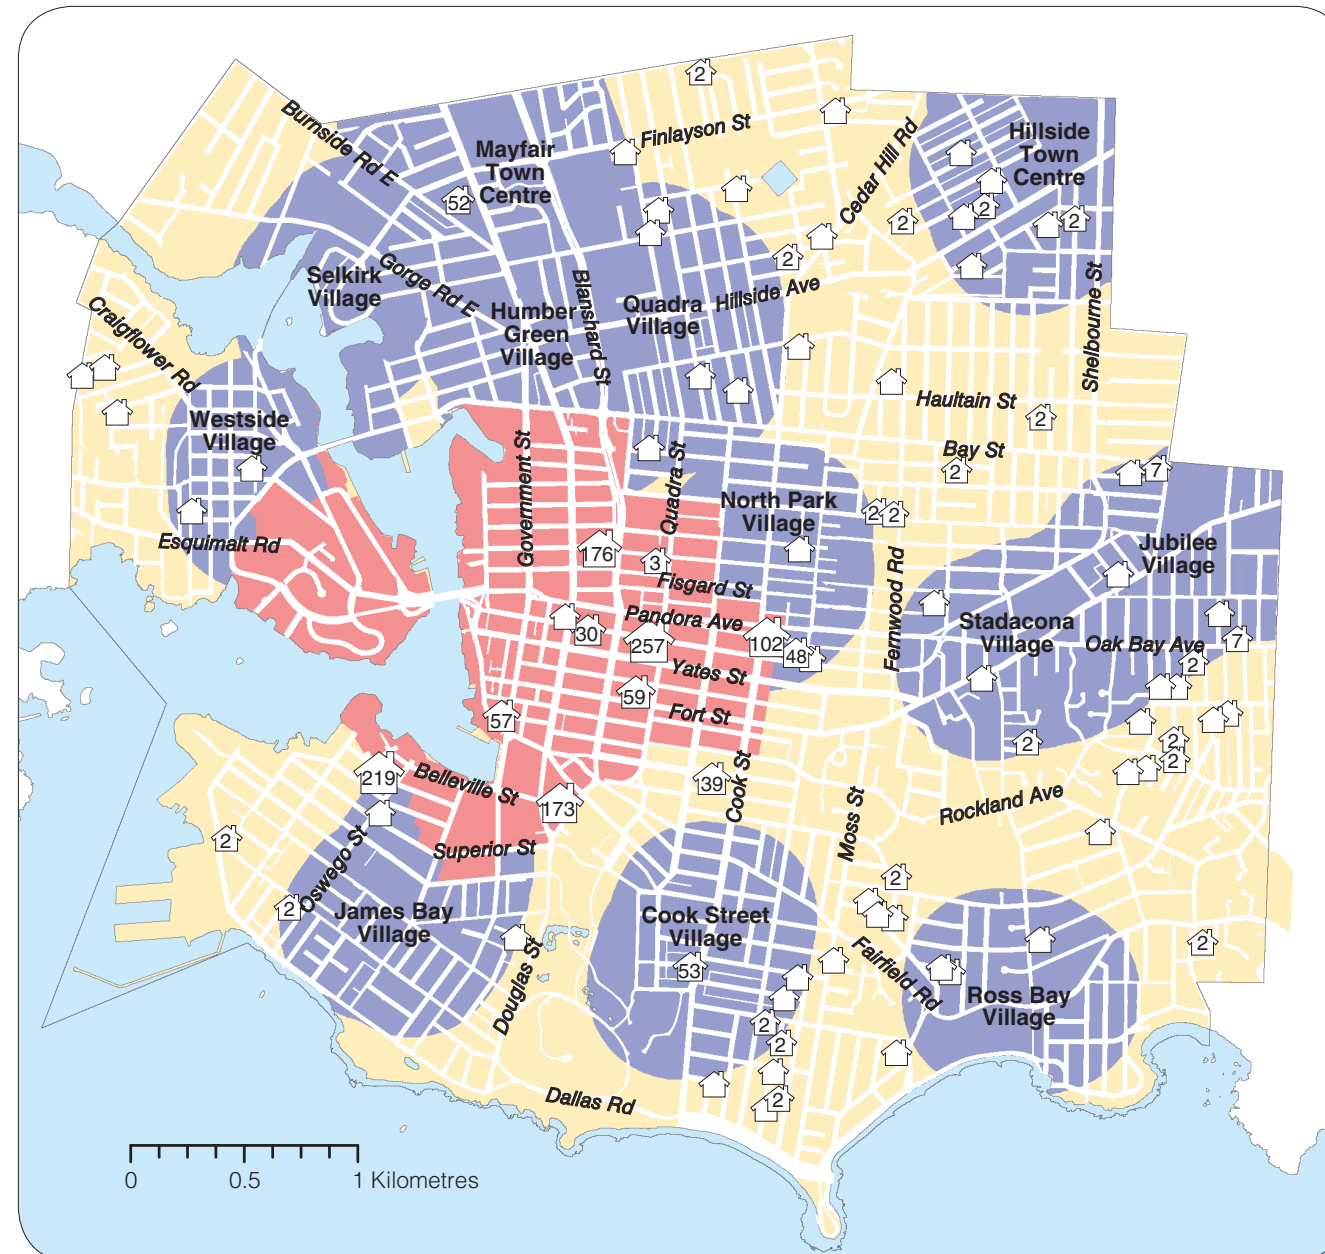 2
Finlayson St
Burnside Rd E
Mayfair
Town
Centre
Cedar Hill Rd
Hillside
Town
Centre
52
2
2
2
2
Selkirk
Village
Gorge Rd E
Blanshard St
Humber
Green
Village
Quadra
Village
Hillside Ave
Shelbourne St
Craigflower Rd
Haultain St
2
Westside
Village
Government St
Quadra St
Bay St
2
7
North Park
Village
2
2
Esquimalt Rd
176
3
Fisgard St
Fernwood Rd
Jubilee
Village
Pandora Ave
30
257
102
48
Stadacona
Village
Oak Bay Ave
7
2
Yates St
59
Fort St
57
2
2
2
219
Belleville St
39
Cook St
173
Moss St
Rockland Ave
2
Superior St
Oswego St
2
2
James Bay
Village
Cook Street
Village
53
Douglas St
Fairfield Rd
2
Ross Bay
Village
2
2
2
Dallas Rd
0
0.5
1 Kilometres